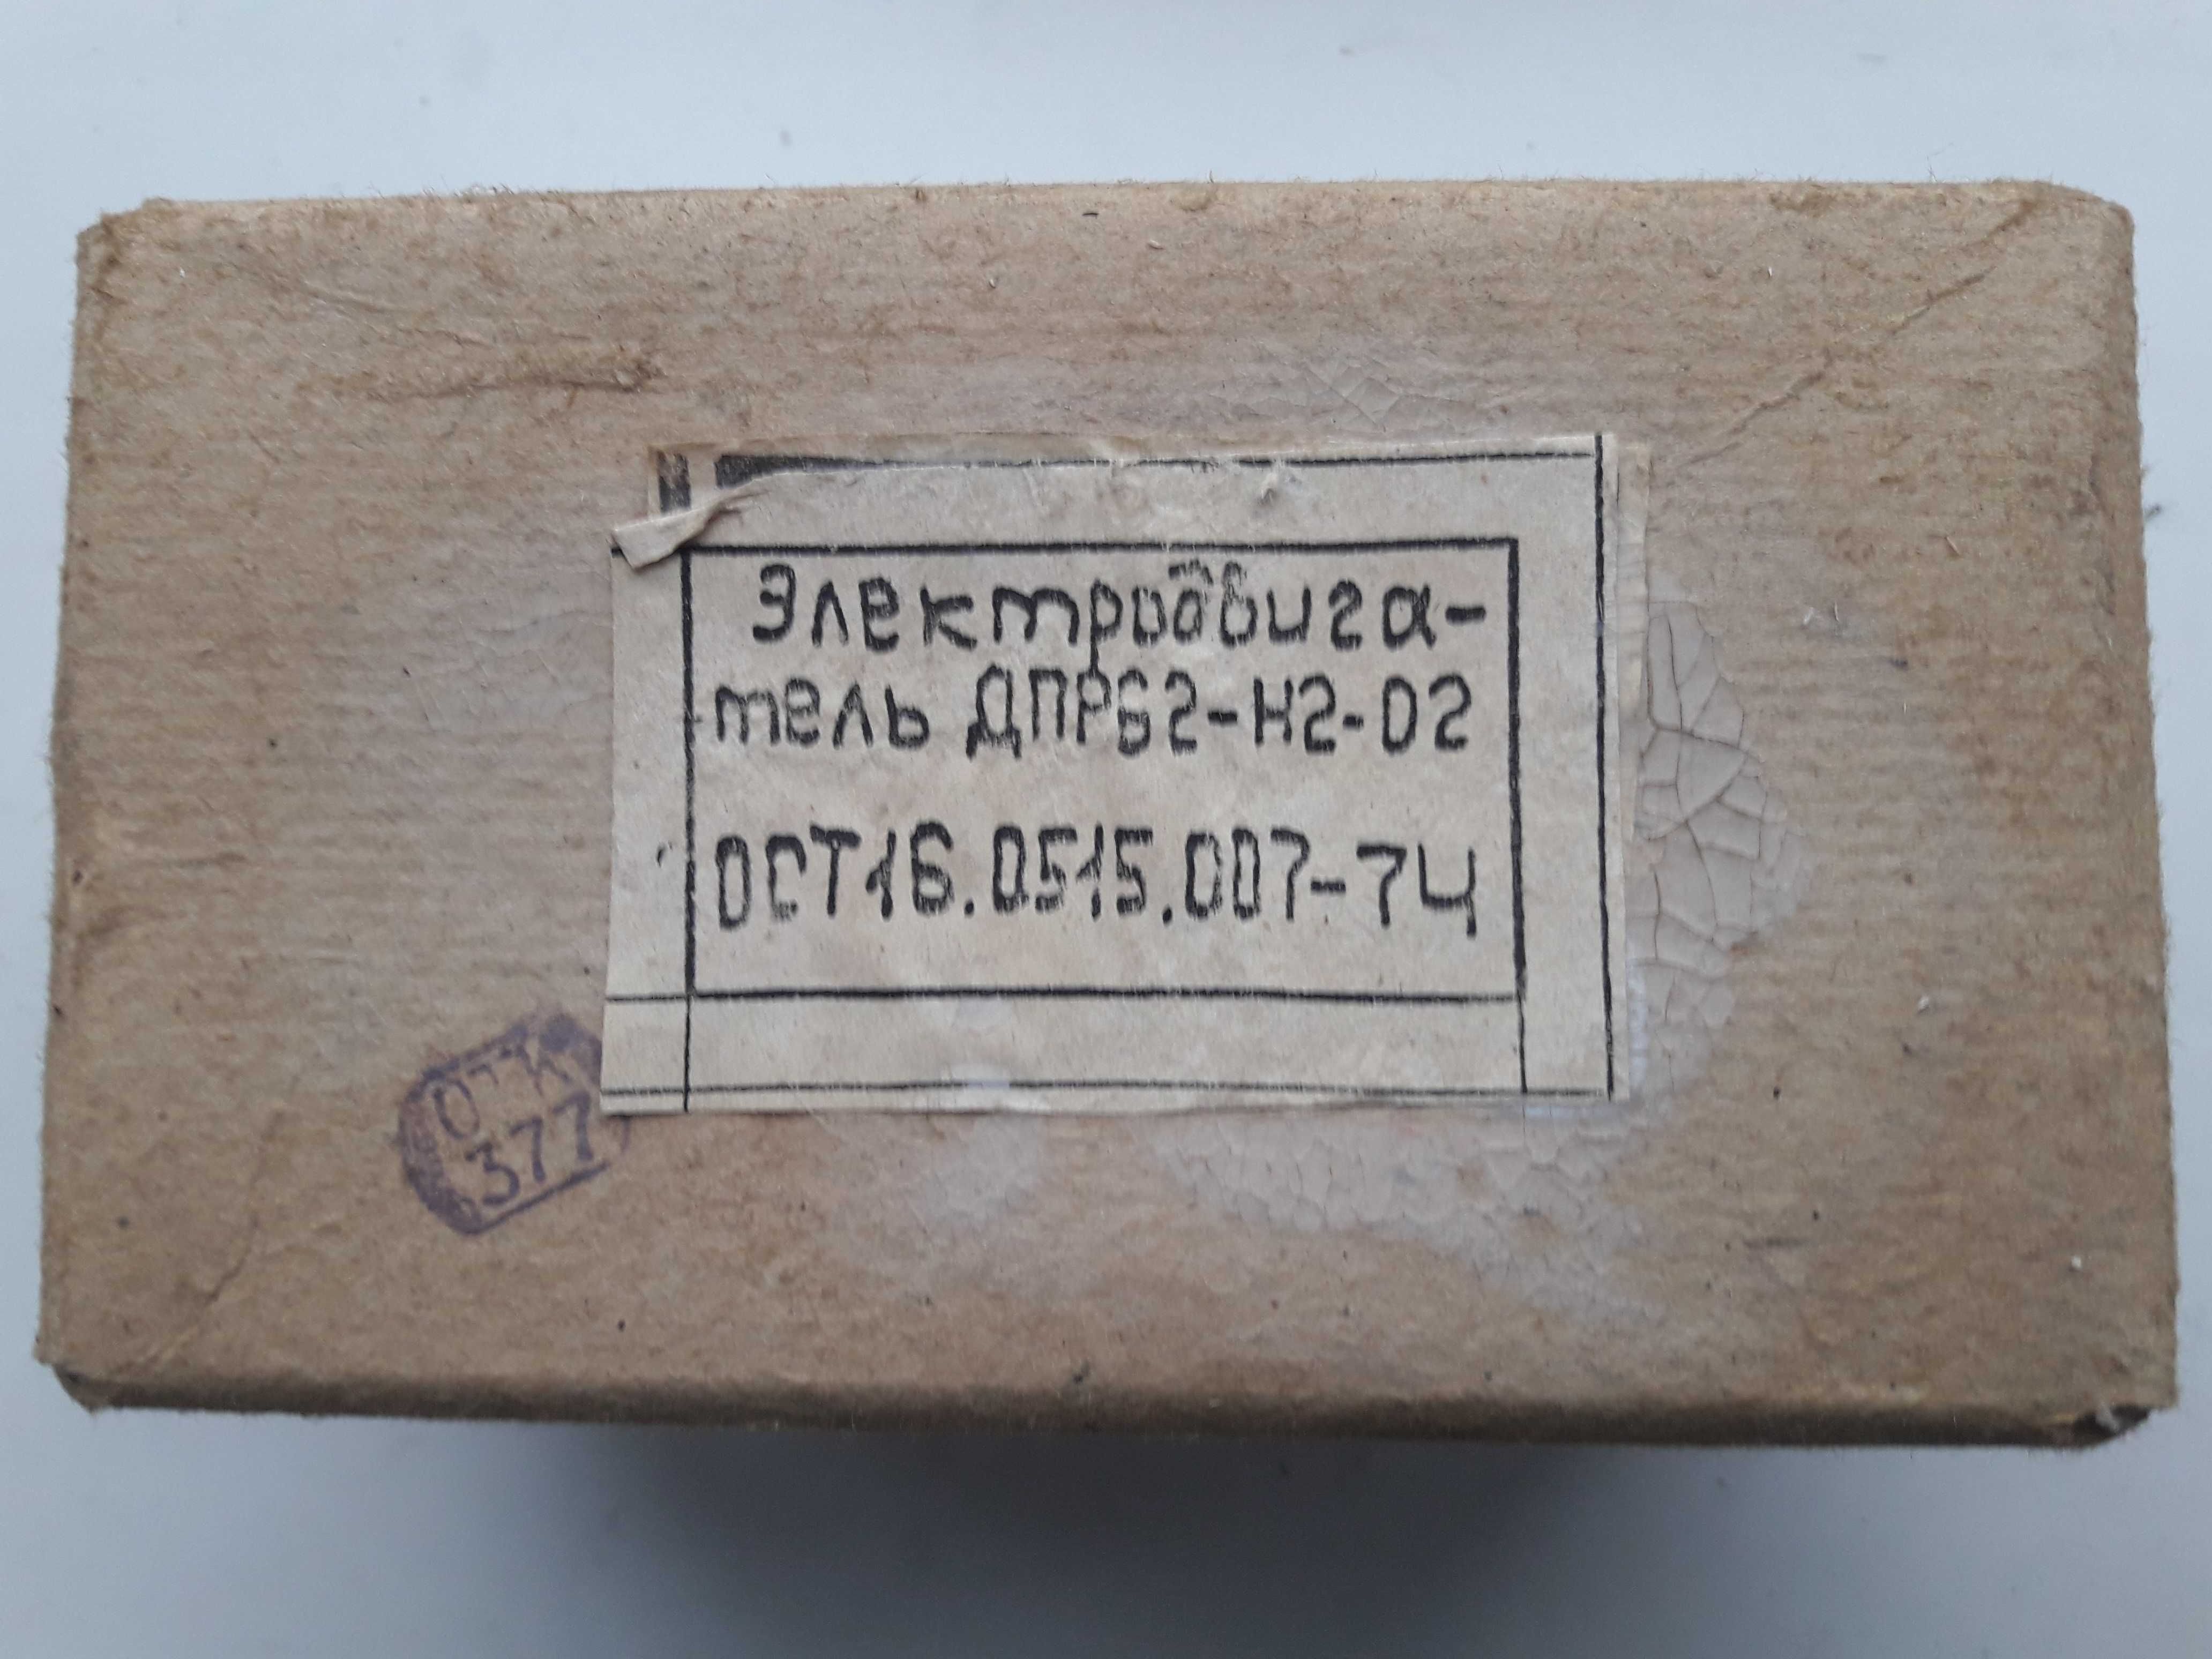 Электродвига-
тель ДПР62-Н2-02
ОСТ16.0515.007-74
ОТК
377